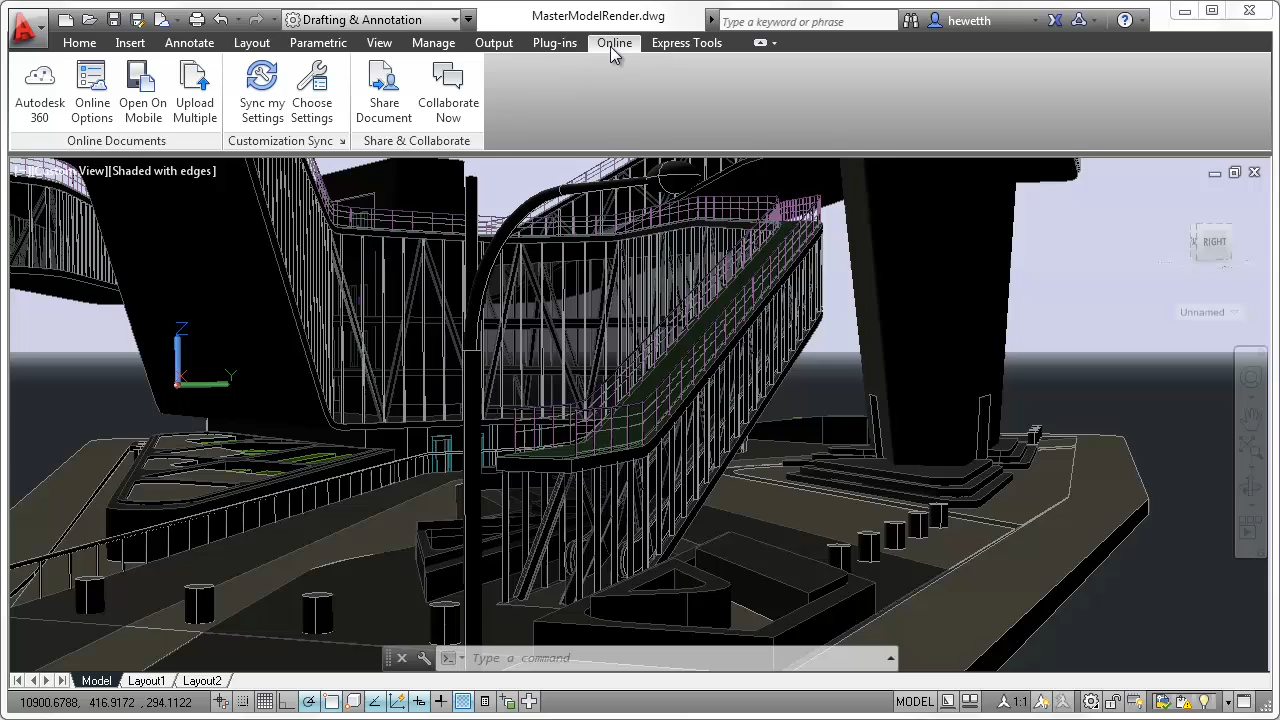 Drafting & Annotation
MasterModelRender.dwg
Type a keyword or phrase
hewetth
Home Insert Annotate Layout Parametric View Manage Output Plug-ins Online Express Tools
Autodesk 360
Online Options
Open On Mobile
Upload Multiple
Sync my Settings
Choose Settings
Share Document
Collaborate Now
Online Documents
Customization Sync
Share & Collaborate
View][Shaded with edges]
RIGHT
Unnamed
Z
X
Y
Type a command
Model Layout1 Layout2
10900.6788, 416.9172 , 294.1122
MODEL
1:1